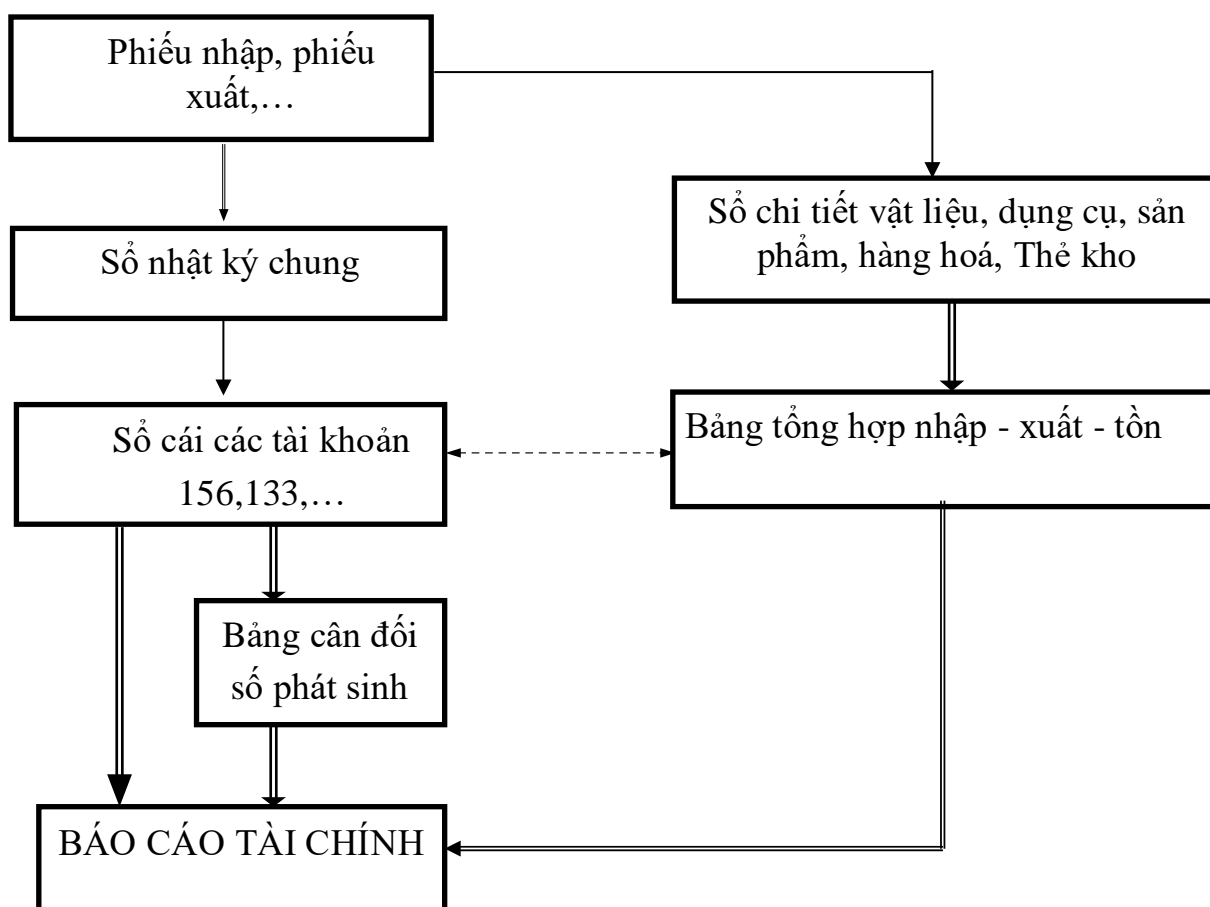 Phiếu nhập, phiếu
xuất,…
Sổ chi tiết vật liệu, dụng cụ, sản
phẩm, hàng hoá, Thẻ kho
Sổ nhật ký chung
Sổ cái các tài khoản
156,133,…
Bảng tổng hợp nhập - xuất - tồn
Bảng cân đối
số phát sinh
BÁO CÁO TÀI CHÍNH